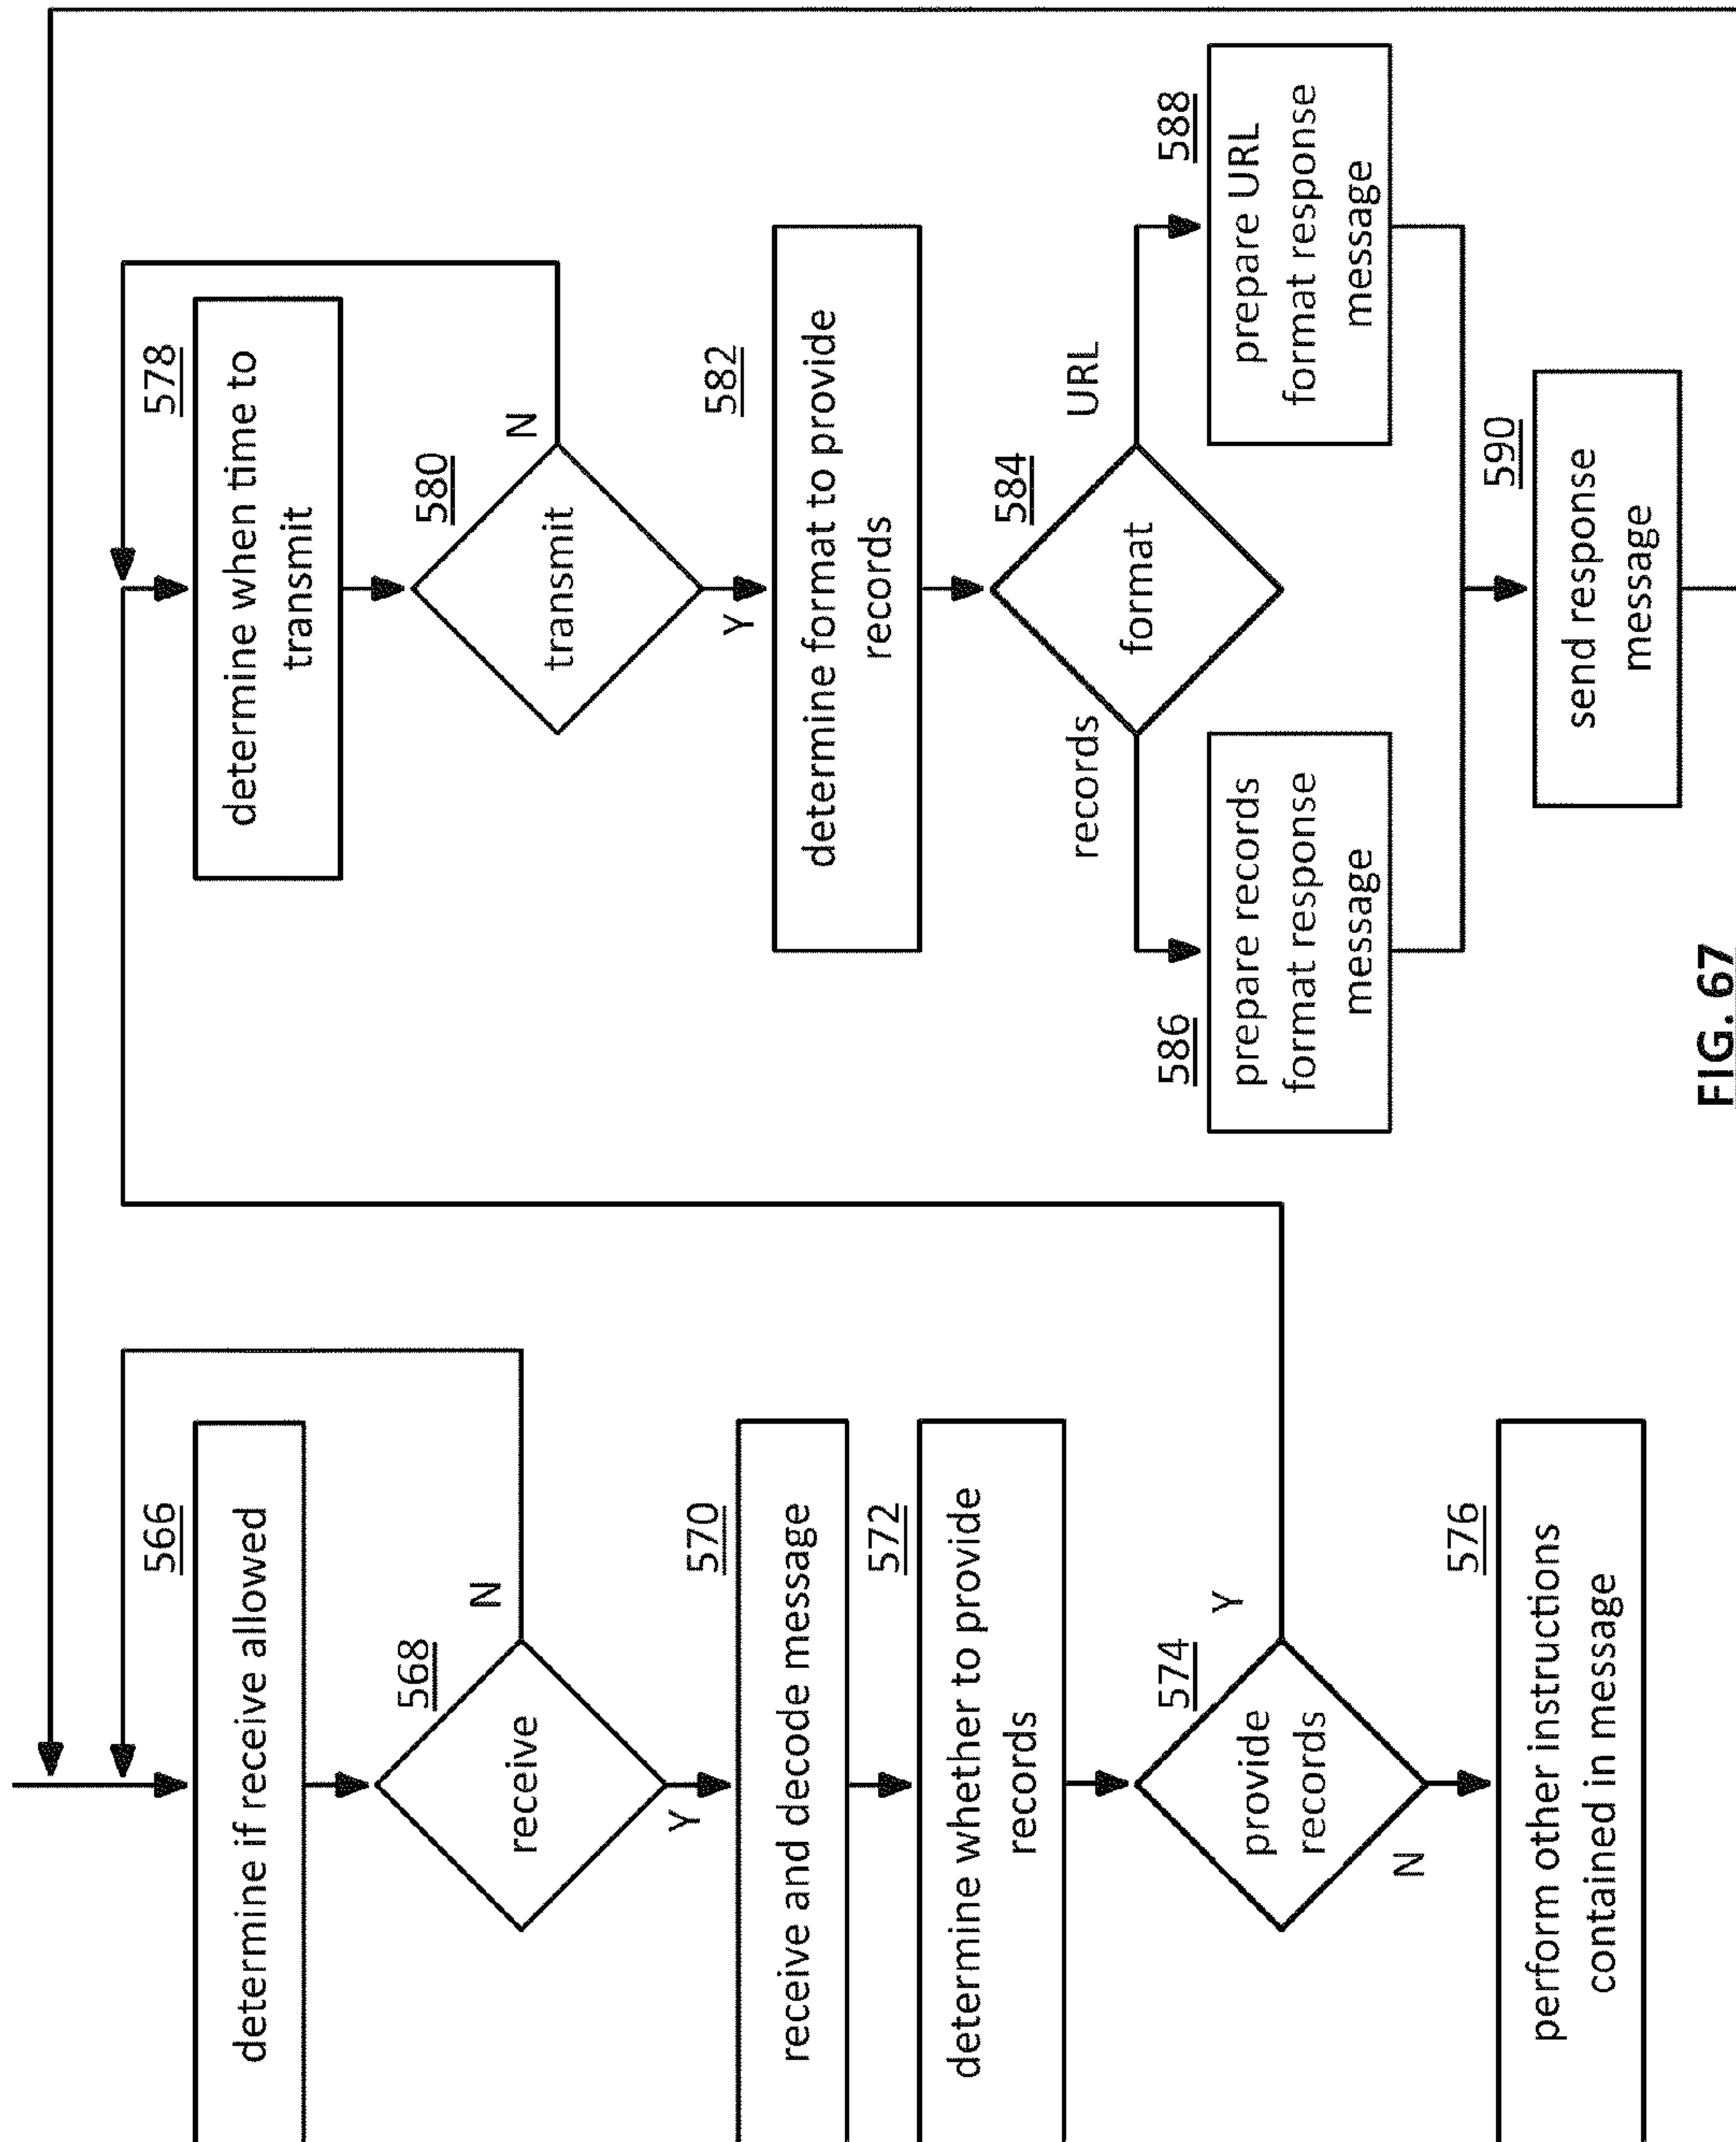 566
determine if receive allowed
568
receive
N
Y
570
receive and decode message
572
determine whether to provide
records
574
provide
records
Y
N
576
perform other instructions
contained in message
578
determine when time to
transmit
580
transmit
N
Y
582
determine format to provide
records
584
format
records
URL
586
prepare records
format response
message
588
prepare URL
format response
message
590
send response
message
FIG. 67